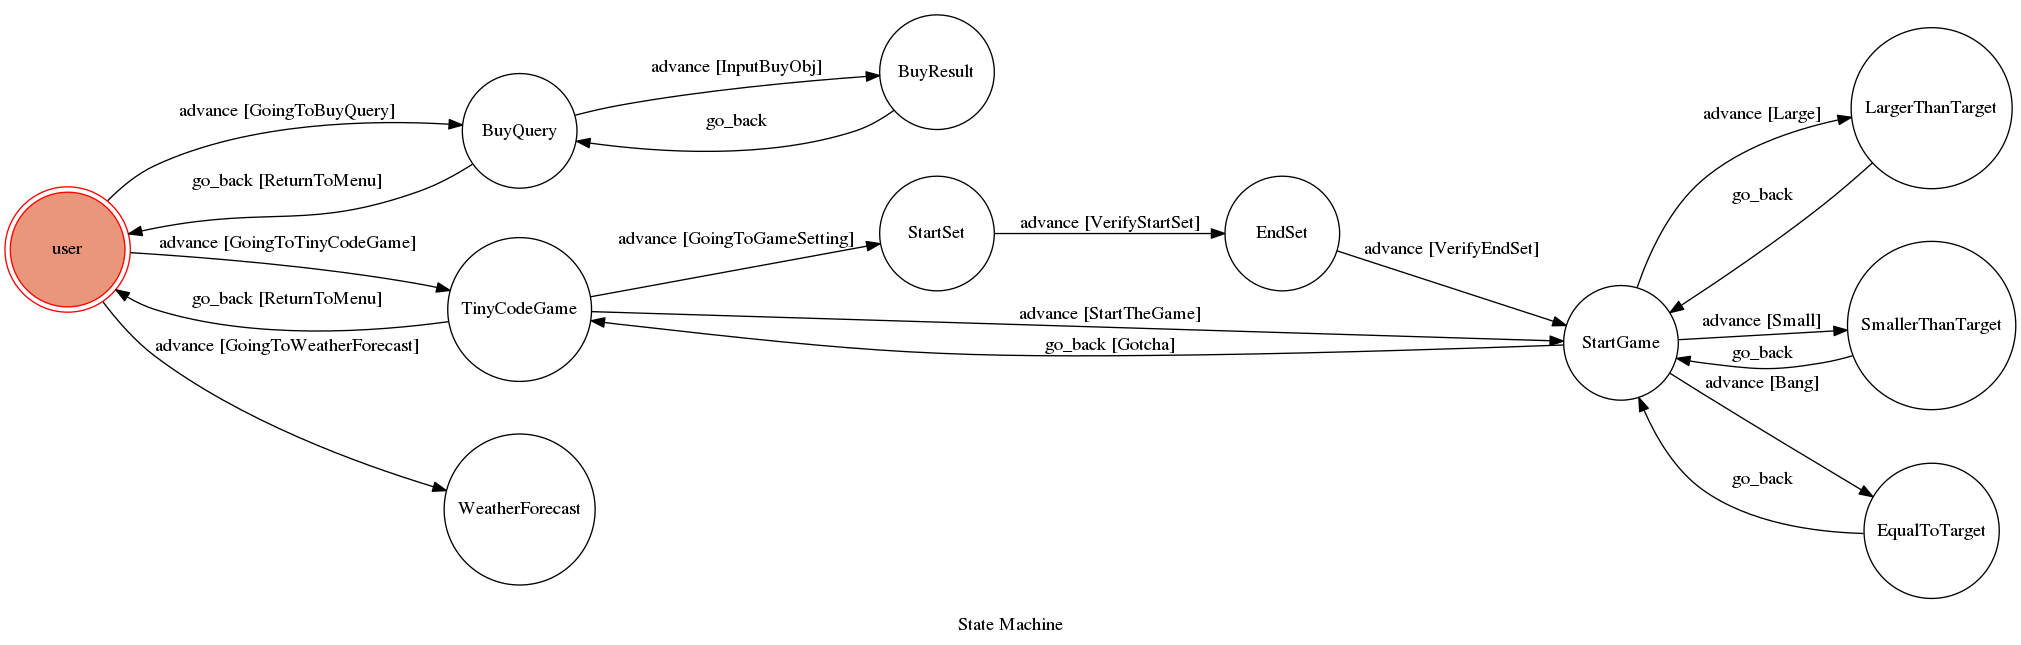 BuyResult
advance [InputBuyObj]
LargerThanTarget
advance [GoingToBuyQuery]
advance [Large]
go_back
BuyQuery
go_back [ReturnToMenu]
go_back
advance [VerifyStartSet]
StartSet
EndSet
advance [GoingToGameSetting]
advance [GoingToTinyCodeGame]
user
advance [VerifyEndSet]
go_back [ReturnToMenu]
TinyCodeGame
advance [StartTheGame]
advance [Small]
SmallerThanTarget
advance [GoingToWeatherForecast]
go_back [Gotcha]
StartGame
go_back
advance [Bang]
go_back
WeatherForecast
EqualToTarget
State Machine